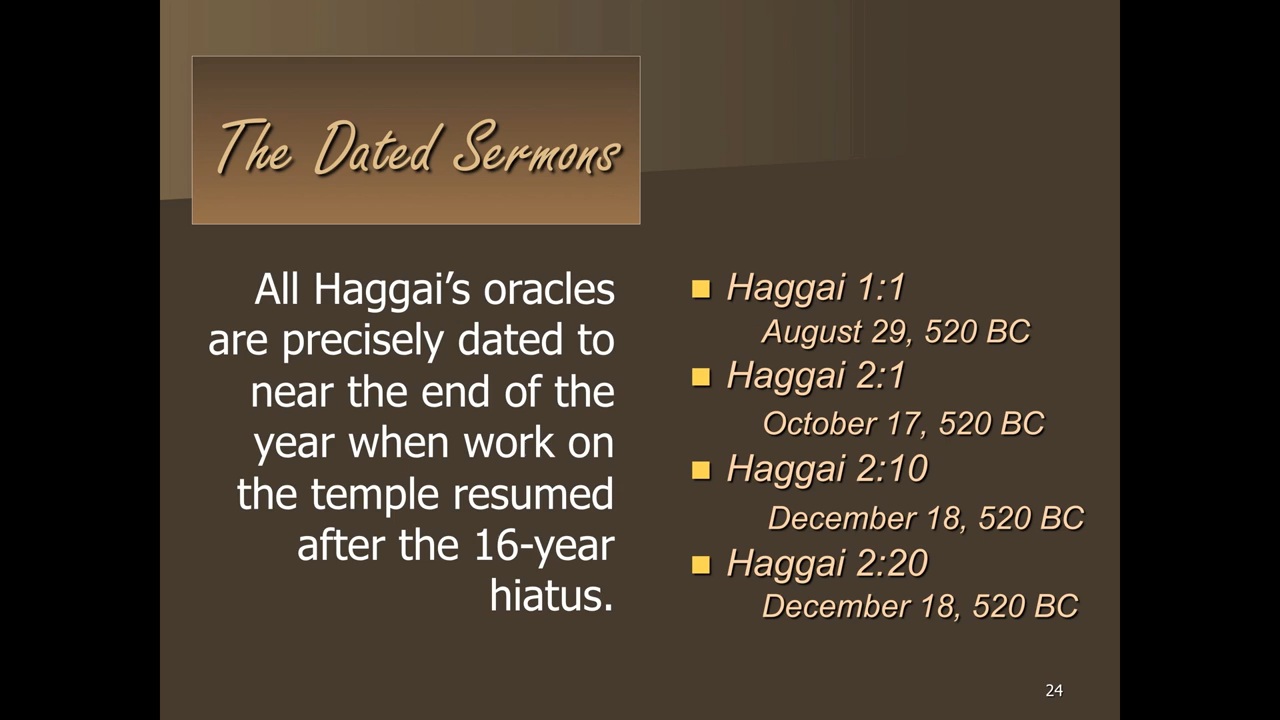 The Dated Sermons
All Haggai’s oracles
are precisely dated to
near the end of the
year when work on
the temple resumed
after the 16-year
hiatus.
Haggai 1:1
August 29, 520 BC
Haggai 2:1
October 17, 520 BC
Haggai 2:10
December 18, 520 BC
Haggai 2:20
December 18, 520 BC
24